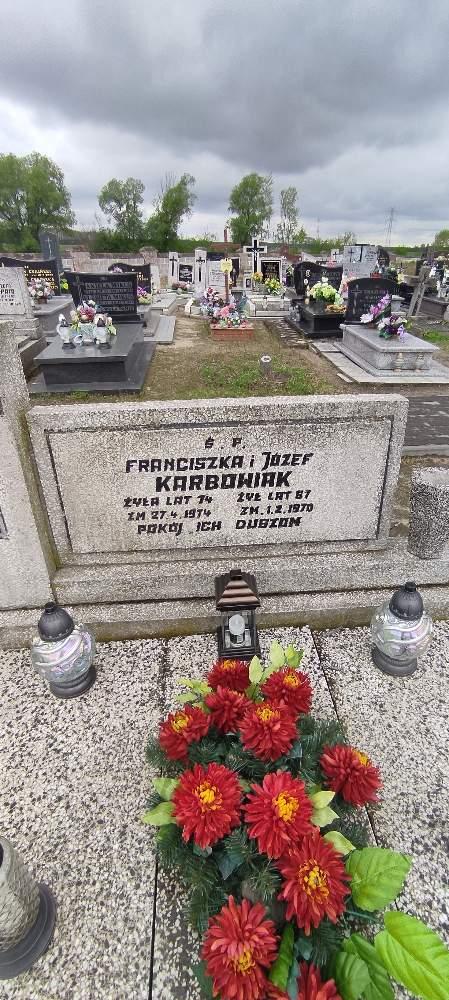 Ś. P.
FRANCISZKA i JÓZEF
KARBOWIAK
ŻYŁA LAT 74 ŻYŁ LAT 67
ZM 27.4.1974 ZM.1.2.1970
POKÓJ ICH DUSZOM